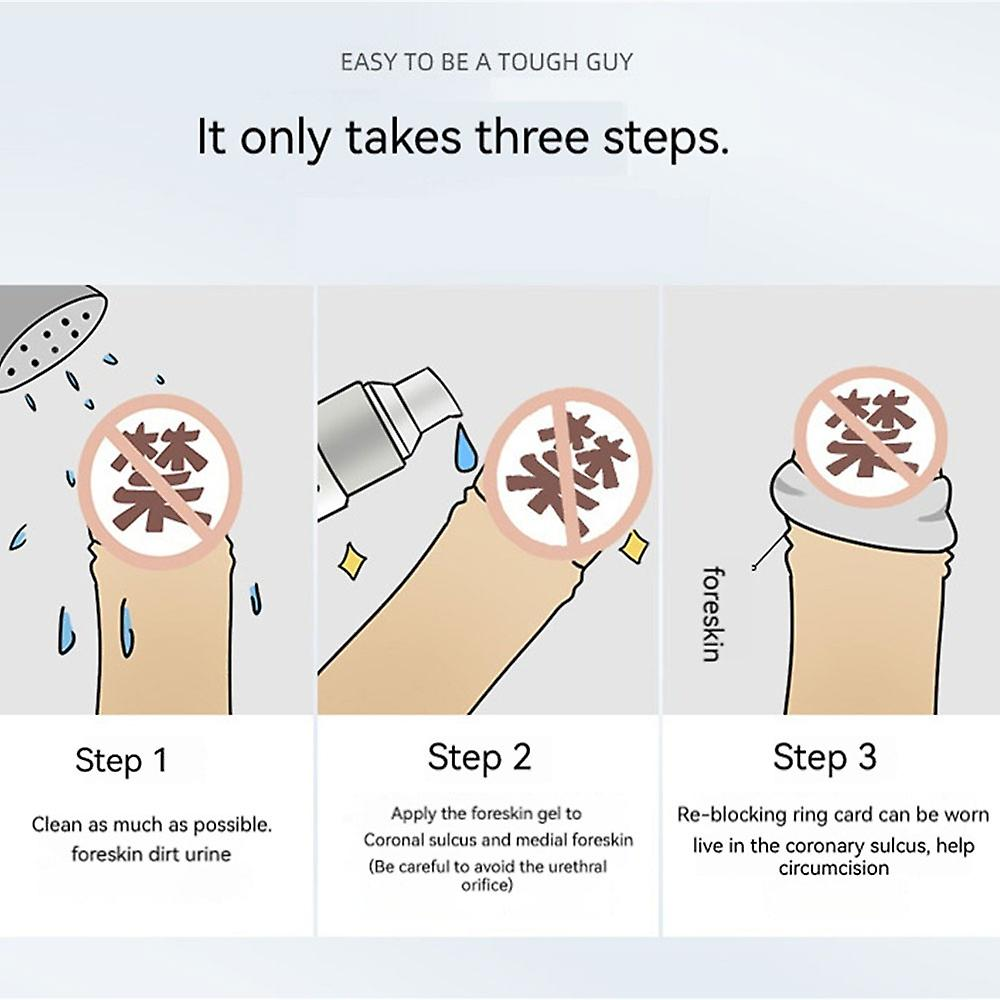 EASY TO BE A TOUGH GUY
It only takes three steps.
禁
禁
禁
foreskin
Step 1
Clean as much as possible.
foreskin dirt urine
Step 2
Apply the foreskin gel to
Coronal sulcus and medial foreskin
(Be careful to avoid the urethral
orifice)
Step 3
Re-blocking ring card can be worn
live in the coronary sulcus, help
circumcision